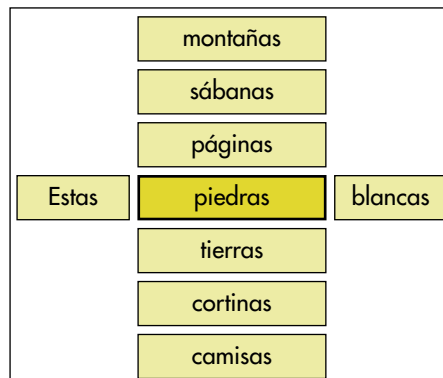 montañas
sábanas
páginas
Estas piedras blancas
tierras
cortinas
camisas